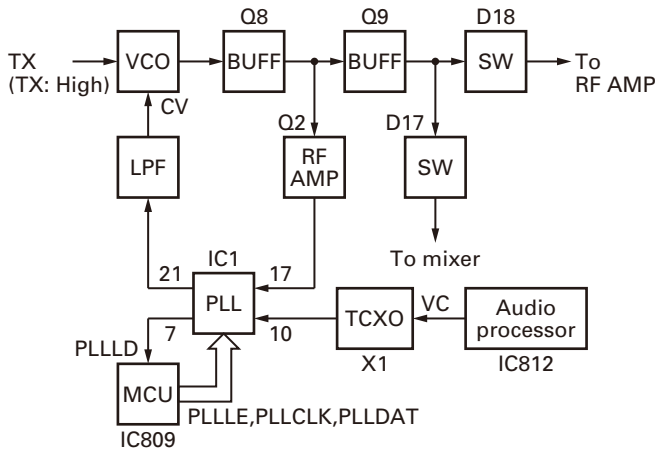 Q8
Q9
D18
TX
(TX: High)
VCO
BUFF
BUFF
SW
To
RF AMP
CV
Q2
D17
LPF
RF
AMP
SW
To mixer
IC1
21
17
PLL
7
10
TCXO
VC
Audio
processor
X1
IC812
PLLLD
MCU
PLLLE,PLLCLK,PLLDAT
IC809